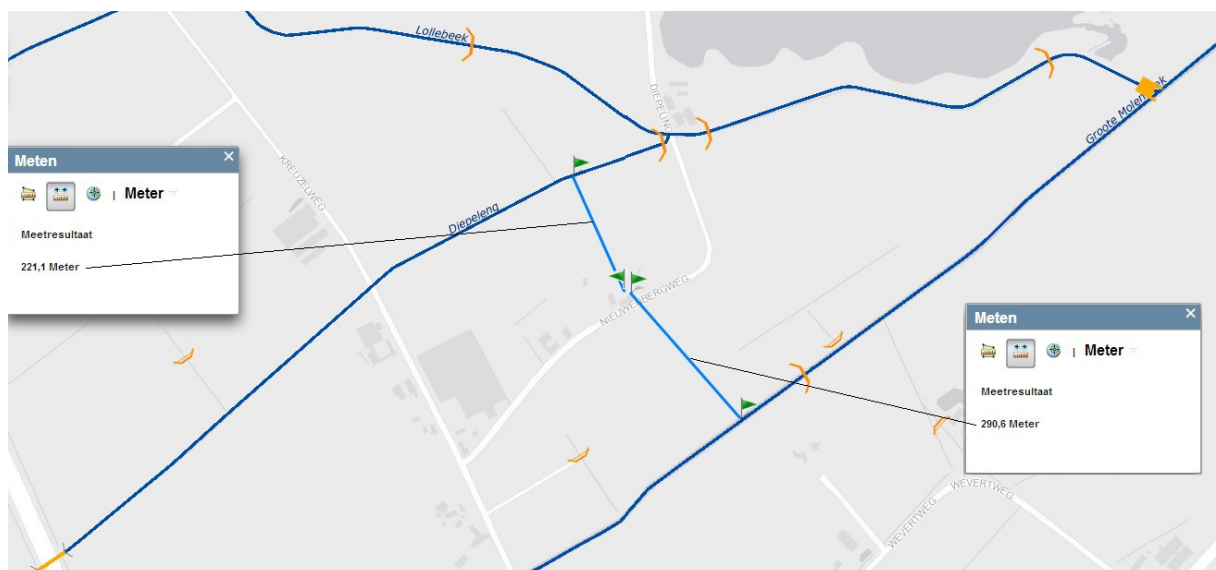 Lollebeek
DIEPELING
Groote Molenbeek
KREUZELWEG
Meten
| Meter
Meetresultaat
221,1 Meter
Diepeleng
NIEUWENBERGWEG
Meten
| Meter
Meetresultaat
290,6 Meter
WEVERTWEG
WEVERTWEG